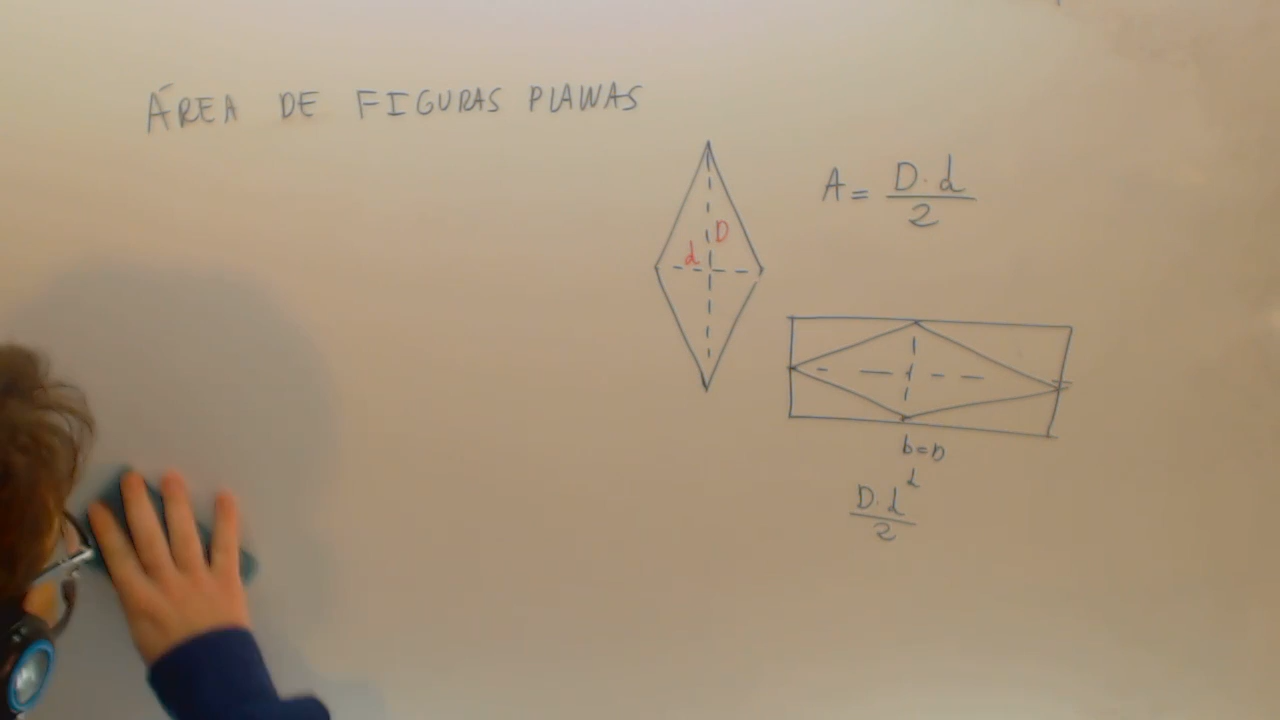 ÁREA DE FIGURAS PLANAS
A = D.d/2
D
d
b=D
d
D.d/2